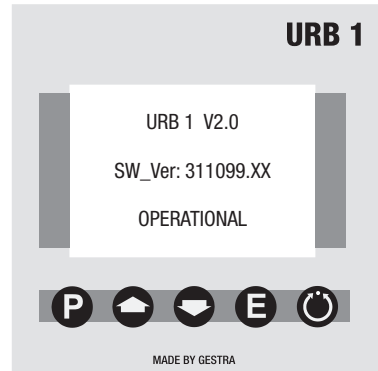 URB 1
URB 1 V2.0
SW_Ver: 311099.XX
OPERATIONAL
P E
MADE BY GESTRA